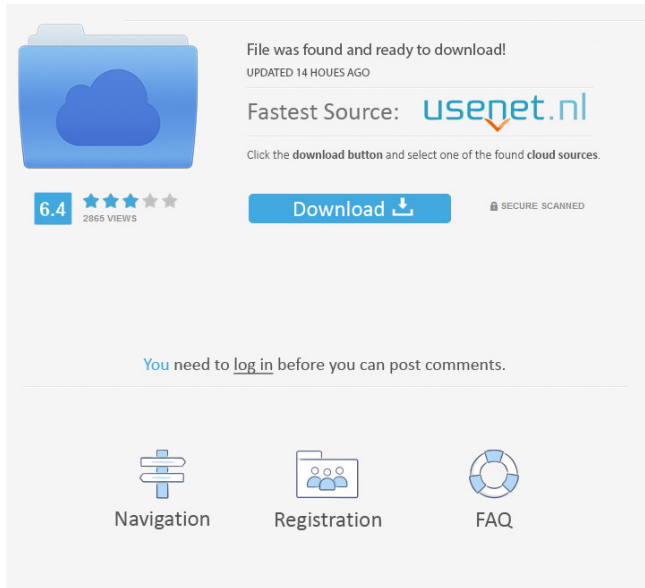 File was found and ready to download!
UPDATED 14 HOUES AGO
Fastest Source: usenet.nl
Click the download button and select one of the found cloud sources.
6.4
2865 VIEWS
Download
SECURE SCANNED
You need to log in before you can post comments.
Navigation
Registration
FAQ